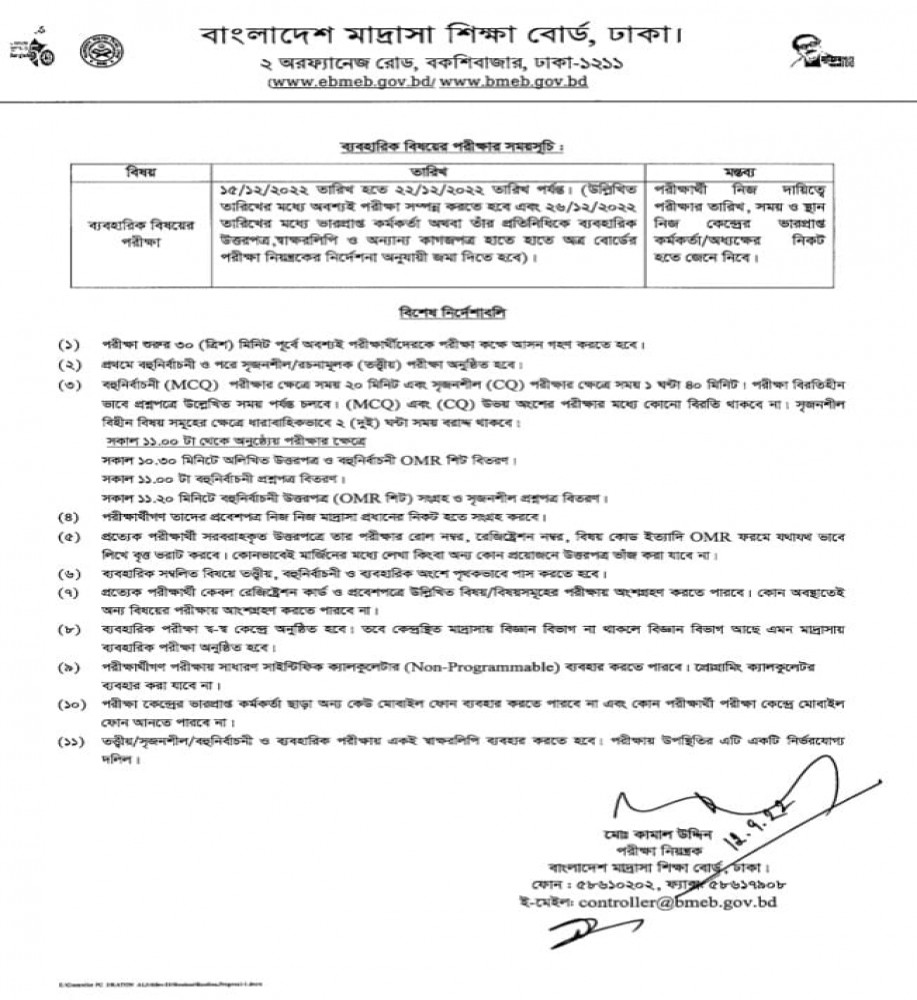 বাংলাদেশ মাদ্রাসা শিক্ষা বোর্ড, ঢাকা।
২ অরফ্যানেজ রোড, বকশিবাজার, ঢাকা-১২১১
(www.ebmeb.gov.bd/ www.bmeb.gov.bd
ব্যবহারিক বিষয়ের পরীক্ষার সময়সূচি :
বিষয় তারিখ মন্তব্য
ব্যবহারিক বিষয়ের
পরীক্ষা
১৫/১২/২০২২ তারিখ হতে ২২/১২/২০২২ তারিখ পর্যন্ত। (উল্লিখিত
তারিখের মধ্যে অবশ্যই পরীক্ষা সম্পন্ন করতে হবে এবং ২৬/১২/২০২২
তারিখের মধ্যে ভারপ্রাপ্ত কর্মকর্তা অথবা তাঁর প্রতিনিধিকে ব্যবহারিক
উত্তরপত্র,স্বাক্ষরলিপি ও অন্যান্য কাগজপত্র হাতে হাতে অত্র বোর্ডের
পরীক্ষা নিয়ন্ত্রকের নির্দেশনা অনুযায়ী জমা দিতে হবে)।
পরীক্ষার্থী নিজ দায়িত্বে
পরীক্ষার তারিখ, সময় ও স্থান
নিজ কেন্দ্রের ভারপ্রাপ্ত
কর্মকর্তা/অধ্যক্ষের নিকট
হতে জেনে নিবে।
বিশেষ নির্দেশাবলি
(১) পরীক্ষা শুরুর ৩০ (ত্রিশ) মিনিট পূর্বে অবশ্যই পরীক্ষার্থীদেরকে পরীক্ষা কক্ষে আসন গহণ করতে হবে।
(২) প্রথমে বহুনির্বাচনী ও পরে সৃজনশীল/রচনামূলক (তত্ত্বীয়) পরীক্ষা অনুষ্ঠিত হবে।
(৩) বহুনির্বাচনী (MCQ) পরীক্ষার ক্ষেত্রে সময় ২০ মিনিট এবং সৃজনশীল (CQ) পরীক্ষার ক্ষেত্রে সময় ১ ঘণ্টা ৪০ মিনিট। পরীক্ষা বিরতিহীন
ভাবে প্রশ্নপত্রে উল্লেখিত সময় পর্যন্ত চলবে। (MCQ) এবং (CQ) উভয় অংশের পরীক্ষার মধ্যে কোনো বিরতি থাকবে না। সৃজনশীল
বিহীন বিষয় সমূহের ক্ষেত্রে ধারাবাহিকভাবে ২ (দুই) ঘন্টা সময় বরাদ্দ থাকবে:
সকাল ১১.০০ টা থেকে অনুষ্ঠেয় পরীক্ষার ক্ষেত্রে
সকাল ১০.৩০ মিনিটে অলিখিত উত্তরপত্র ও বহুনির্বাচনী OMR শিট বিতরণ।
সকাল ১১.০০ টা বহুনির্বাচনী প্রশ্নপত্র বিতরণ।
সকাল ১১.২০ মিনিটে বহুনির্বাচনী উত্তরপত্র (OMR শিট) সংগ্রহ ও সৃজনশীল প্রশ্নপত্র বিতরণ।
(৪) পরীক্ষার্থীগণ তাদের প্রবেশপত্র নিজ নিজ মাদ্রাসা প্রধানের নিকট হতে সংগ্রহ করবে।
(৫) প্রত্যেক পরীক্ষার্থী সরবরাহকৃত উত্তরপত্রে তার পরীক্ষার রোল নম্বর, রেজিষ্ট্রেশন নম্বর, বিষয় কোড ইত্যাদি OMR ফরমে যথাযথ ভাবে
লিখে বৃত্ত ভরাট করবে। কোনভাবেই মার্জিনের মধ্যে লেখা কিংবা অন্য কোন প্রয়োজনে উত্তরপত্র ভাঁজ করা যাবে না।
(৬) ব্যবহারিক সম্বলিত বিষয়ে তত্ত্বীয়, বহুনির্বাচনী ও ব্যবহারিক অংশে পৃথকভাবে পাস করতে হবে।
(৭) প্রত্যেক পরীক্ষার্থী কেবল রেজিষ্ট্রেশন কার্ড ও প্রবেশপত্রে উল্লিখিত বিষয়/বিষয়সমূহের পরীক্ষায় অংশগ্রহণ করতে পারবে। কোন অবস্থাতেই
অন্য বিষয়ের পরীক্ষায় আংশগ্রহণ করতে পারবে না।
(৮) ব্যবহারিক পরীক্ষা স্ব-স্ব কেন্দ্রে অনুষ্ঠিত হবে। তবে কেন্দ্রস্থিত মাদ্রাসায় বিজ্ঞান বিভাগ না থাকলে বিজ্ঞান বিভাগ আছে এমন মাদ্রাসায়
ব্যবহারিক পরীক্ষা অনুষ্ঠিত হবে।
(৯) পরীক্ষার্থীগণ পরীক্ষায় সাধারণ সাইন্টিফিক ক্যালকুলেটার (Non-Programmable) ব্যবহার করতে পারবে। প্রোগ্রামিং ক্যালকুলেটর
ব্যবহার করা যাবে না।
(১০) পরীক্ষা কেন্দ্রের ভারপ্রাপ্ত কর্মকর্তা ছাড়া অন্য কেউ মোবাইল ফোন ব্যবহার করতে পারবে না এবং কোন পরীক্ষার্থী পরীক্ষা কেন্দ্রে মোবাইল
ফোন আনতে পারবে না।
(১১) তত্ত্বীয়/সৃজনশীল/বহুনির্বাচনী ও ব্যবহারিক পরীক্ষায় একই স্বাক্ষরলিপি ব্যবহার করতে হবে। পরীক্ষায় উপস্থিতির এটি একটি নির্ভরযোগ্য
দলিল।
মোঃ কামাল উদ্দিন
পরীক্ষা নিয়ন্ত্রক
বাংলাদেশ মাদ্রাসা শিক্ষা বোর্ড, ঢাকা।
ফোন : ৫৮৬১০২০২, ফ্যাক্স: ৫৮৬১৭৯০৮
ই-মেইল: controller@bmeb.gov.bd